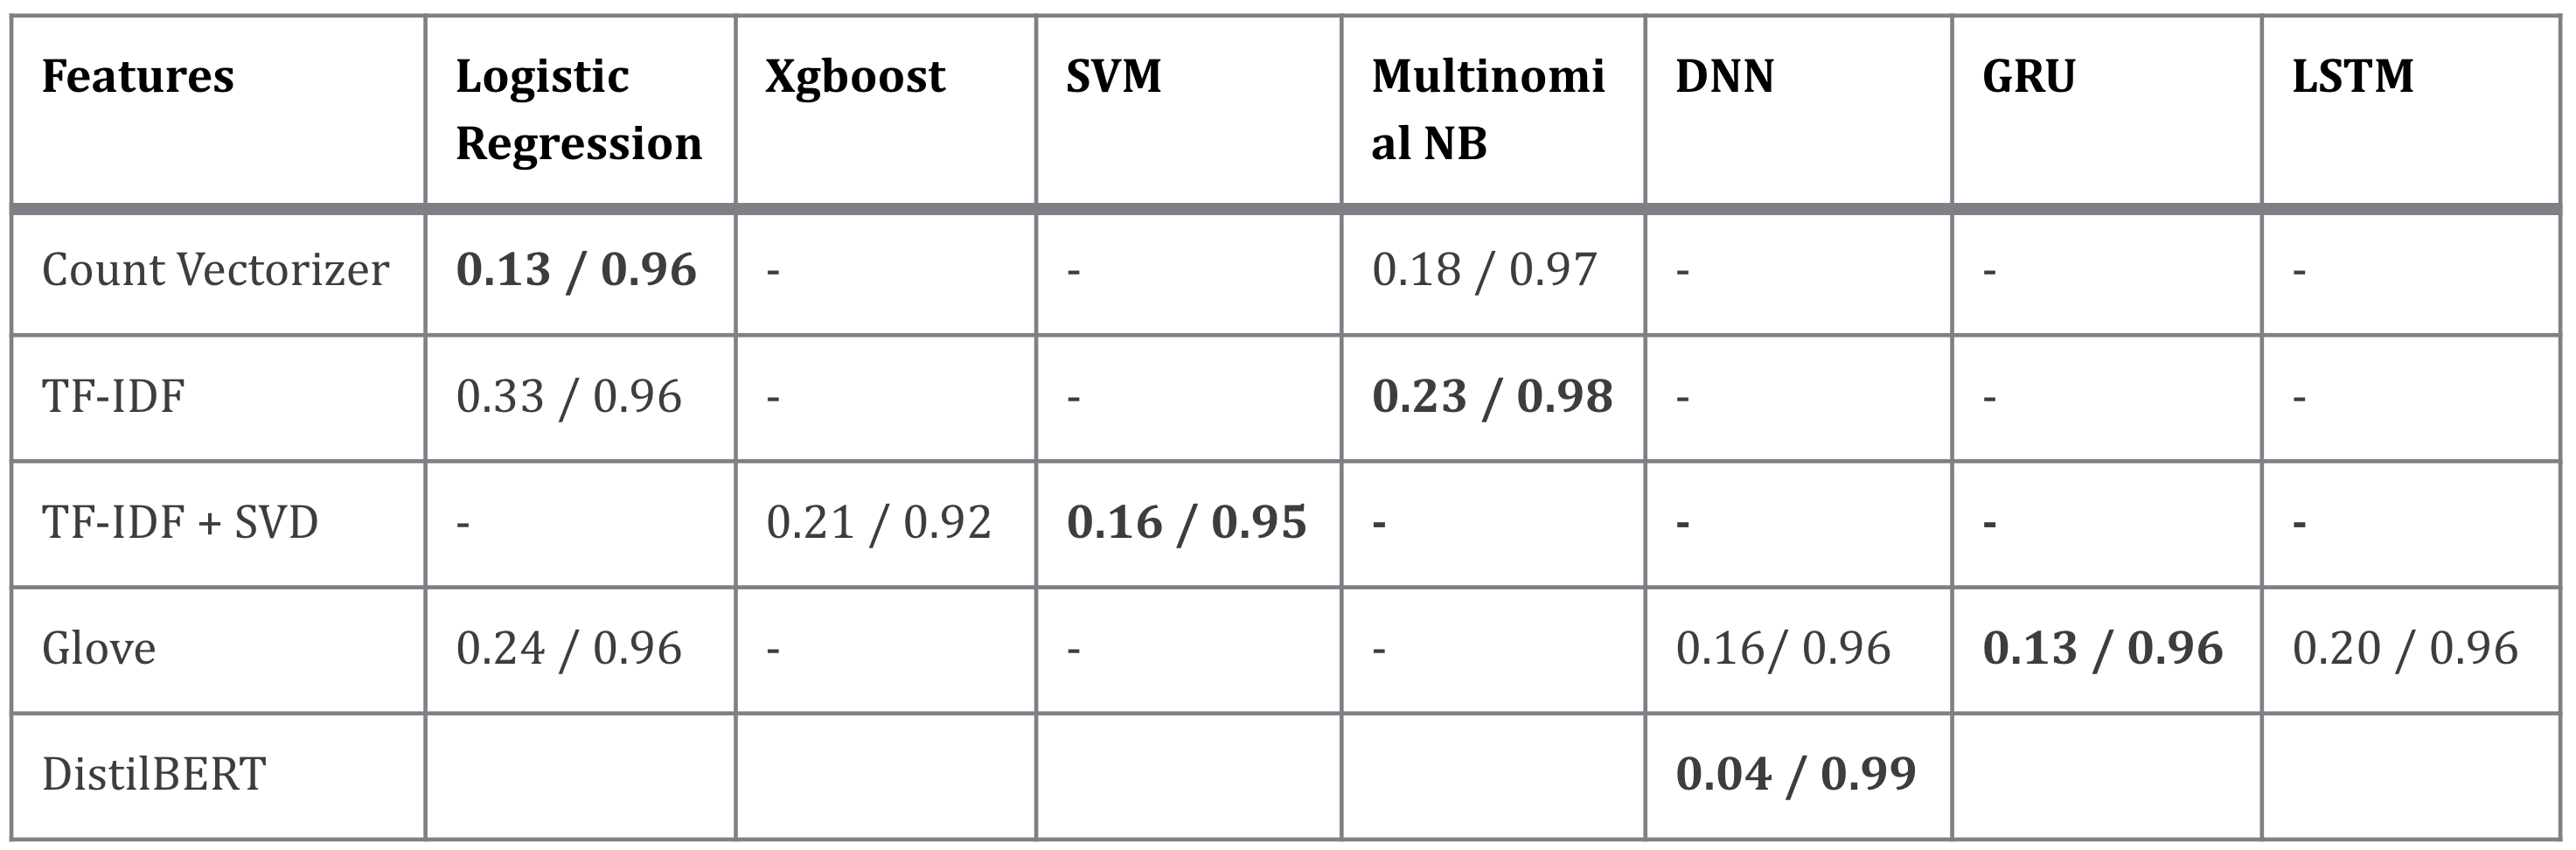 Features Logistic Regression Xgboost SVM Multinomi al NB DNN GRU LSTM
Count Vectorizer 0.13 / 0.96 - - 0.18 / 0.97 - - -
TF-IDF 0.33 / 0.96 - - 0.23 / 0.98 - - -
TF-IDF + SVD - 0.21 / 0.92 0.16 / 0.95 - - - -
Glove 0.24 / 0.96 - - - 0.16/ 0.96 0.13 / 0.96 0.20 / 0.96
DistilBERT 0.04 / 0.99